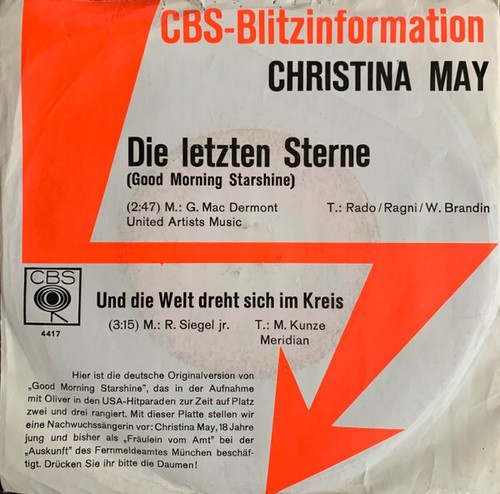 CBS-Blitzinformation
CHRISTINA MAY
Die letzten Sterne
(Good Morning Starshine)
(2:47) M.: G. Mac Dermont T.: Rado/Ragni/W. Brandin
United Artists Music
CBS
4417
Und die Welt dreht sich im Kreis
(3:15) M.: R. Siegel jr. T.: M. Kunze
Meridian
Hier ist die deutsche Originalversion von
„Good Morning Starshine”, das in der Aufnahme
mit Oliver in den USA-Hitparaden zur Zeit auf Platz
zwei und drei rangiert. Mit dieser Platte stellen wir
eine Nachwuchssängerin vor: Christina May, 18 Jahre
jung und bisher als „Fräulein vom Amt” bei der
„Auskunft” des Fernmeldeamtes München beschäf-
tigt. Drücken Sie ihr bitte die Daumen!